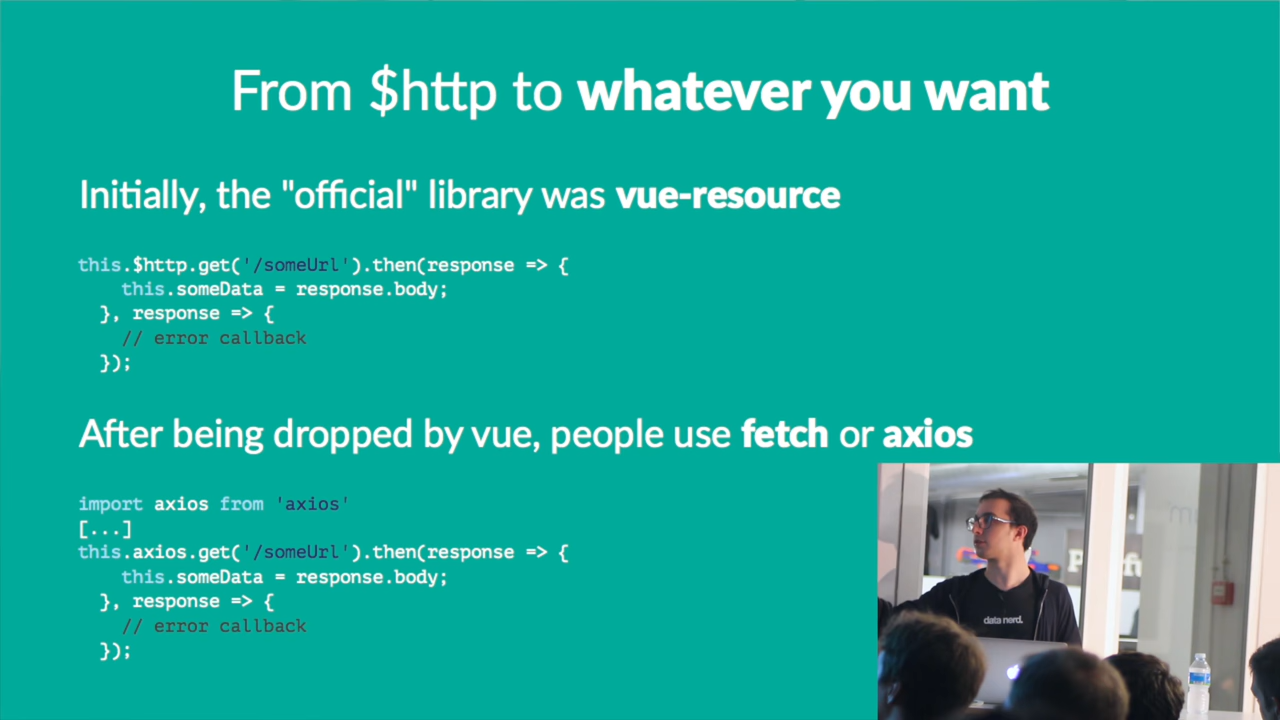 From $http to whatever you want
Initially, the "official" library was vue-resource
this.$http.get('/someUrl').then(response => {
    this.someData = response.body;
  }, response => {
    // error callback
  });
After being dropped by vue, people use fetch or axios
import axios from 'axios'
[...]
this.axios.get('/someUrl').then(response => {
    this.someData = response.body;
  }, response => {
    // error callback
  });
data nerd.